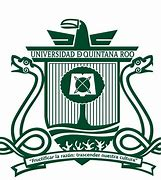 UNIVERSIDAD DE QUINTANA ROO
"Fructificar la razón: trascender nuestra cultura"